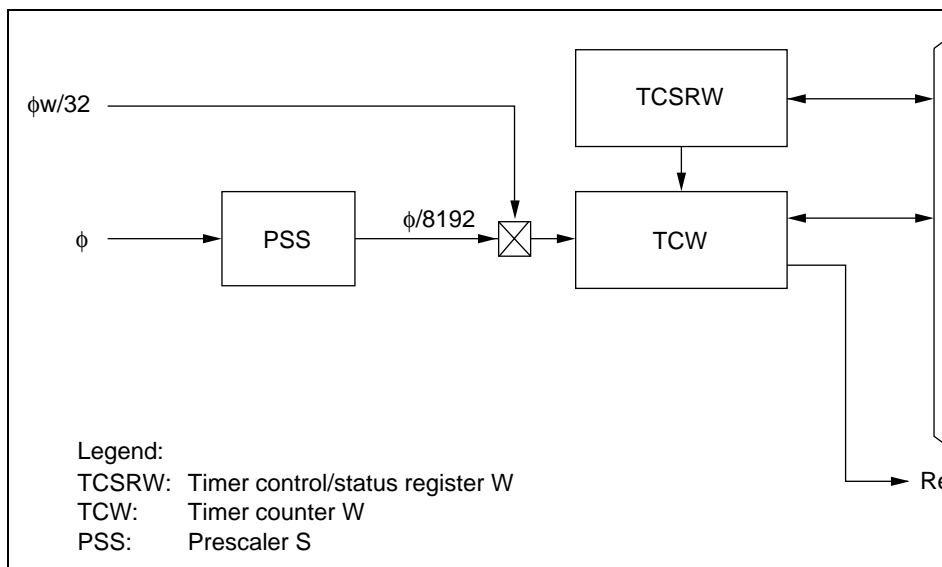 TCSRW
ϕw/32
ϕ/8192
ϕ
PSS
TCW
Legend:
TCSRW: Timer control/status register W
TCW: Timer counter W
PSS: Prescaler S